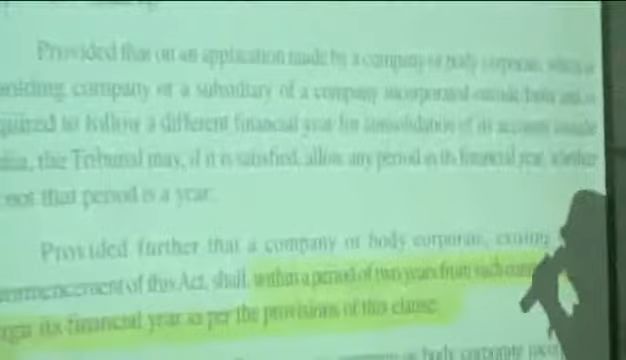 Provided that on an application made by a company or body corporate, which is
holding company or a subsidiary of a company incorporated outside India and is
quired to follow a different financial year for consolidation of its accounts outside
the Tribunal may, if it is satisfied, allow any period as its financial year, whether
not that period is a year.
Provided further that a company or body corporate, existing
commencement of this Act, shall, within a period of two years from such
its financial year as per the provisions of this clause
body corporate